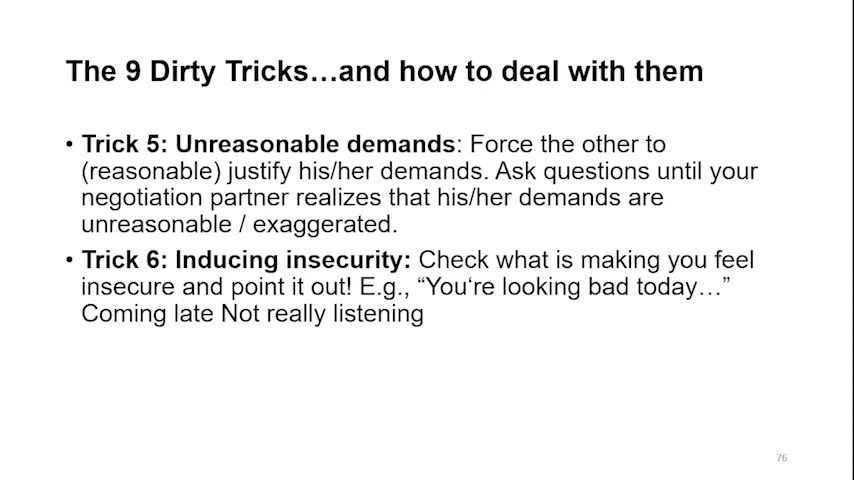 The 9 Dirty Tricks…and how to deal with them
• Trick 5: Unreasonable demands: Force the other to
(reasonable) justify his/her demands. Ask questions until your
negotiation partner realizes that his/her demands are
unreasonable / exaggerated.
• Trick 6: Inducing insecurity: Check what is making you feel
insecure and point it out! E.g., “You‘re looking bad today…”
Coming late Not really listening
76